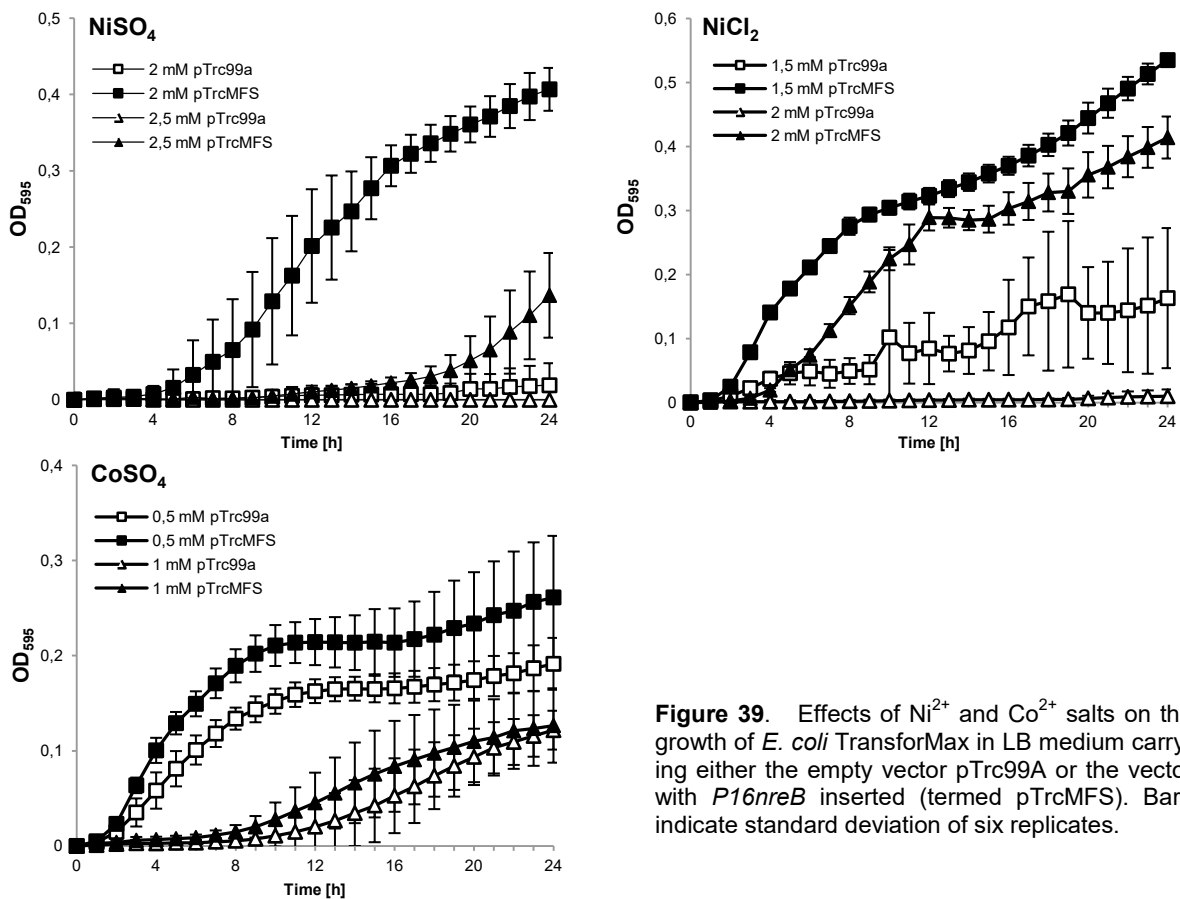 NiSO4
2 mM pTrc99a
2 mM pTrcMFS
2,5 mM pTrc99a
2,5 mM pTrcMFS
OD595
0,5
0,4
0,3
0,2
0,1
0
0 4 8 12 16 20 24
Time [h]
NiCl2
1,5 mM pTrc99a
1,5 mM pTrcMFS
2 mM pTrc99a
2 mM pTrcMFS
OD595
0,6
0,5
0,4
0,3
0,2
0,1
0
0 4 8 12 16 20 24
Time [h]
CoSO4
0,5 mM pTrc99a
0,5 mM pTrcMFS
1 mM pTrc99a
1 mM pTrcMFS
OD595
0,4
0,3
0,2
0,1
0
0 4 8 12 16 20 24
Time [h]
Figure 39. Effects of Ni2+ and Co2+ salts on th
growth of E. coli TransforMax in LB medium carry
ing either the empty vector pTrc99A or the vecto
with P16nreB inserted (termed pTrcMFS). Bar
indicate standard deviation of six replicates.